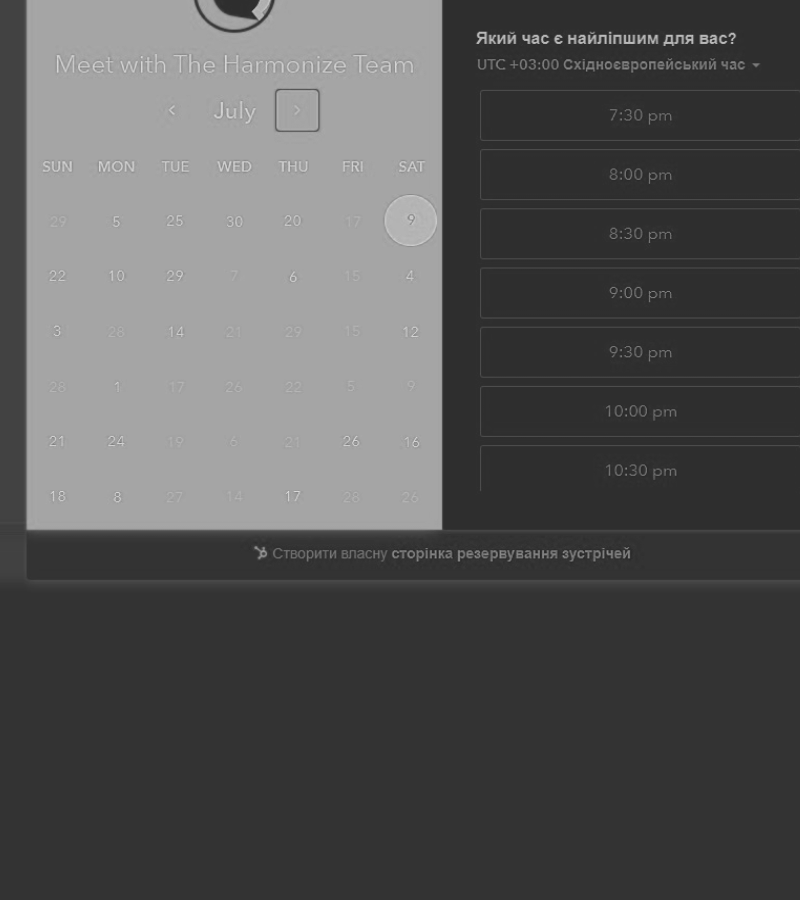 Meet with The Harmonize Team
July
SUN MON TUE WED THU FRI SAT
29 5 25 30 20 17 9
22 10 29 7 6 15 4
3 28 14 21 29 15 12
28 1 17 26 22 5 9
21 24 19 6 21 26 16
18 8 27 14 17 28 26
Який час є найліпшим для вас?
UTC +03:00 Східноєвропейський час
7:30 pm
8:00 pm
8:30 pm
9:00 pm
9:30 pm
10:00 pm
10:30 pm
Створити власну сторінка резервування зустрічей